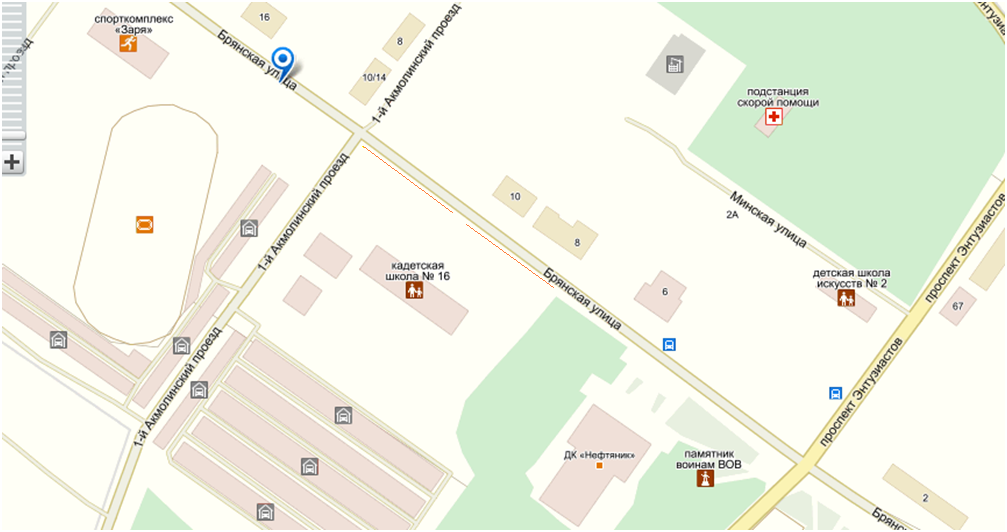 спорткомплекс
«Заря»
16
8
10/14
Брянская улица
1-й Акмолинский проезд
подстанция
скорой помощи
10
8
Минская улица
2А
1-й Акмолинский проезд
кадетская
школа № 16
Брянская улица
6
детская школа
искусств № 2
67
проспект Энтузиастов
проспект Энтузиастов
1-й Акмолинский проезд
ДК «Нефтяник»
памятник
воинам ВОВ
2